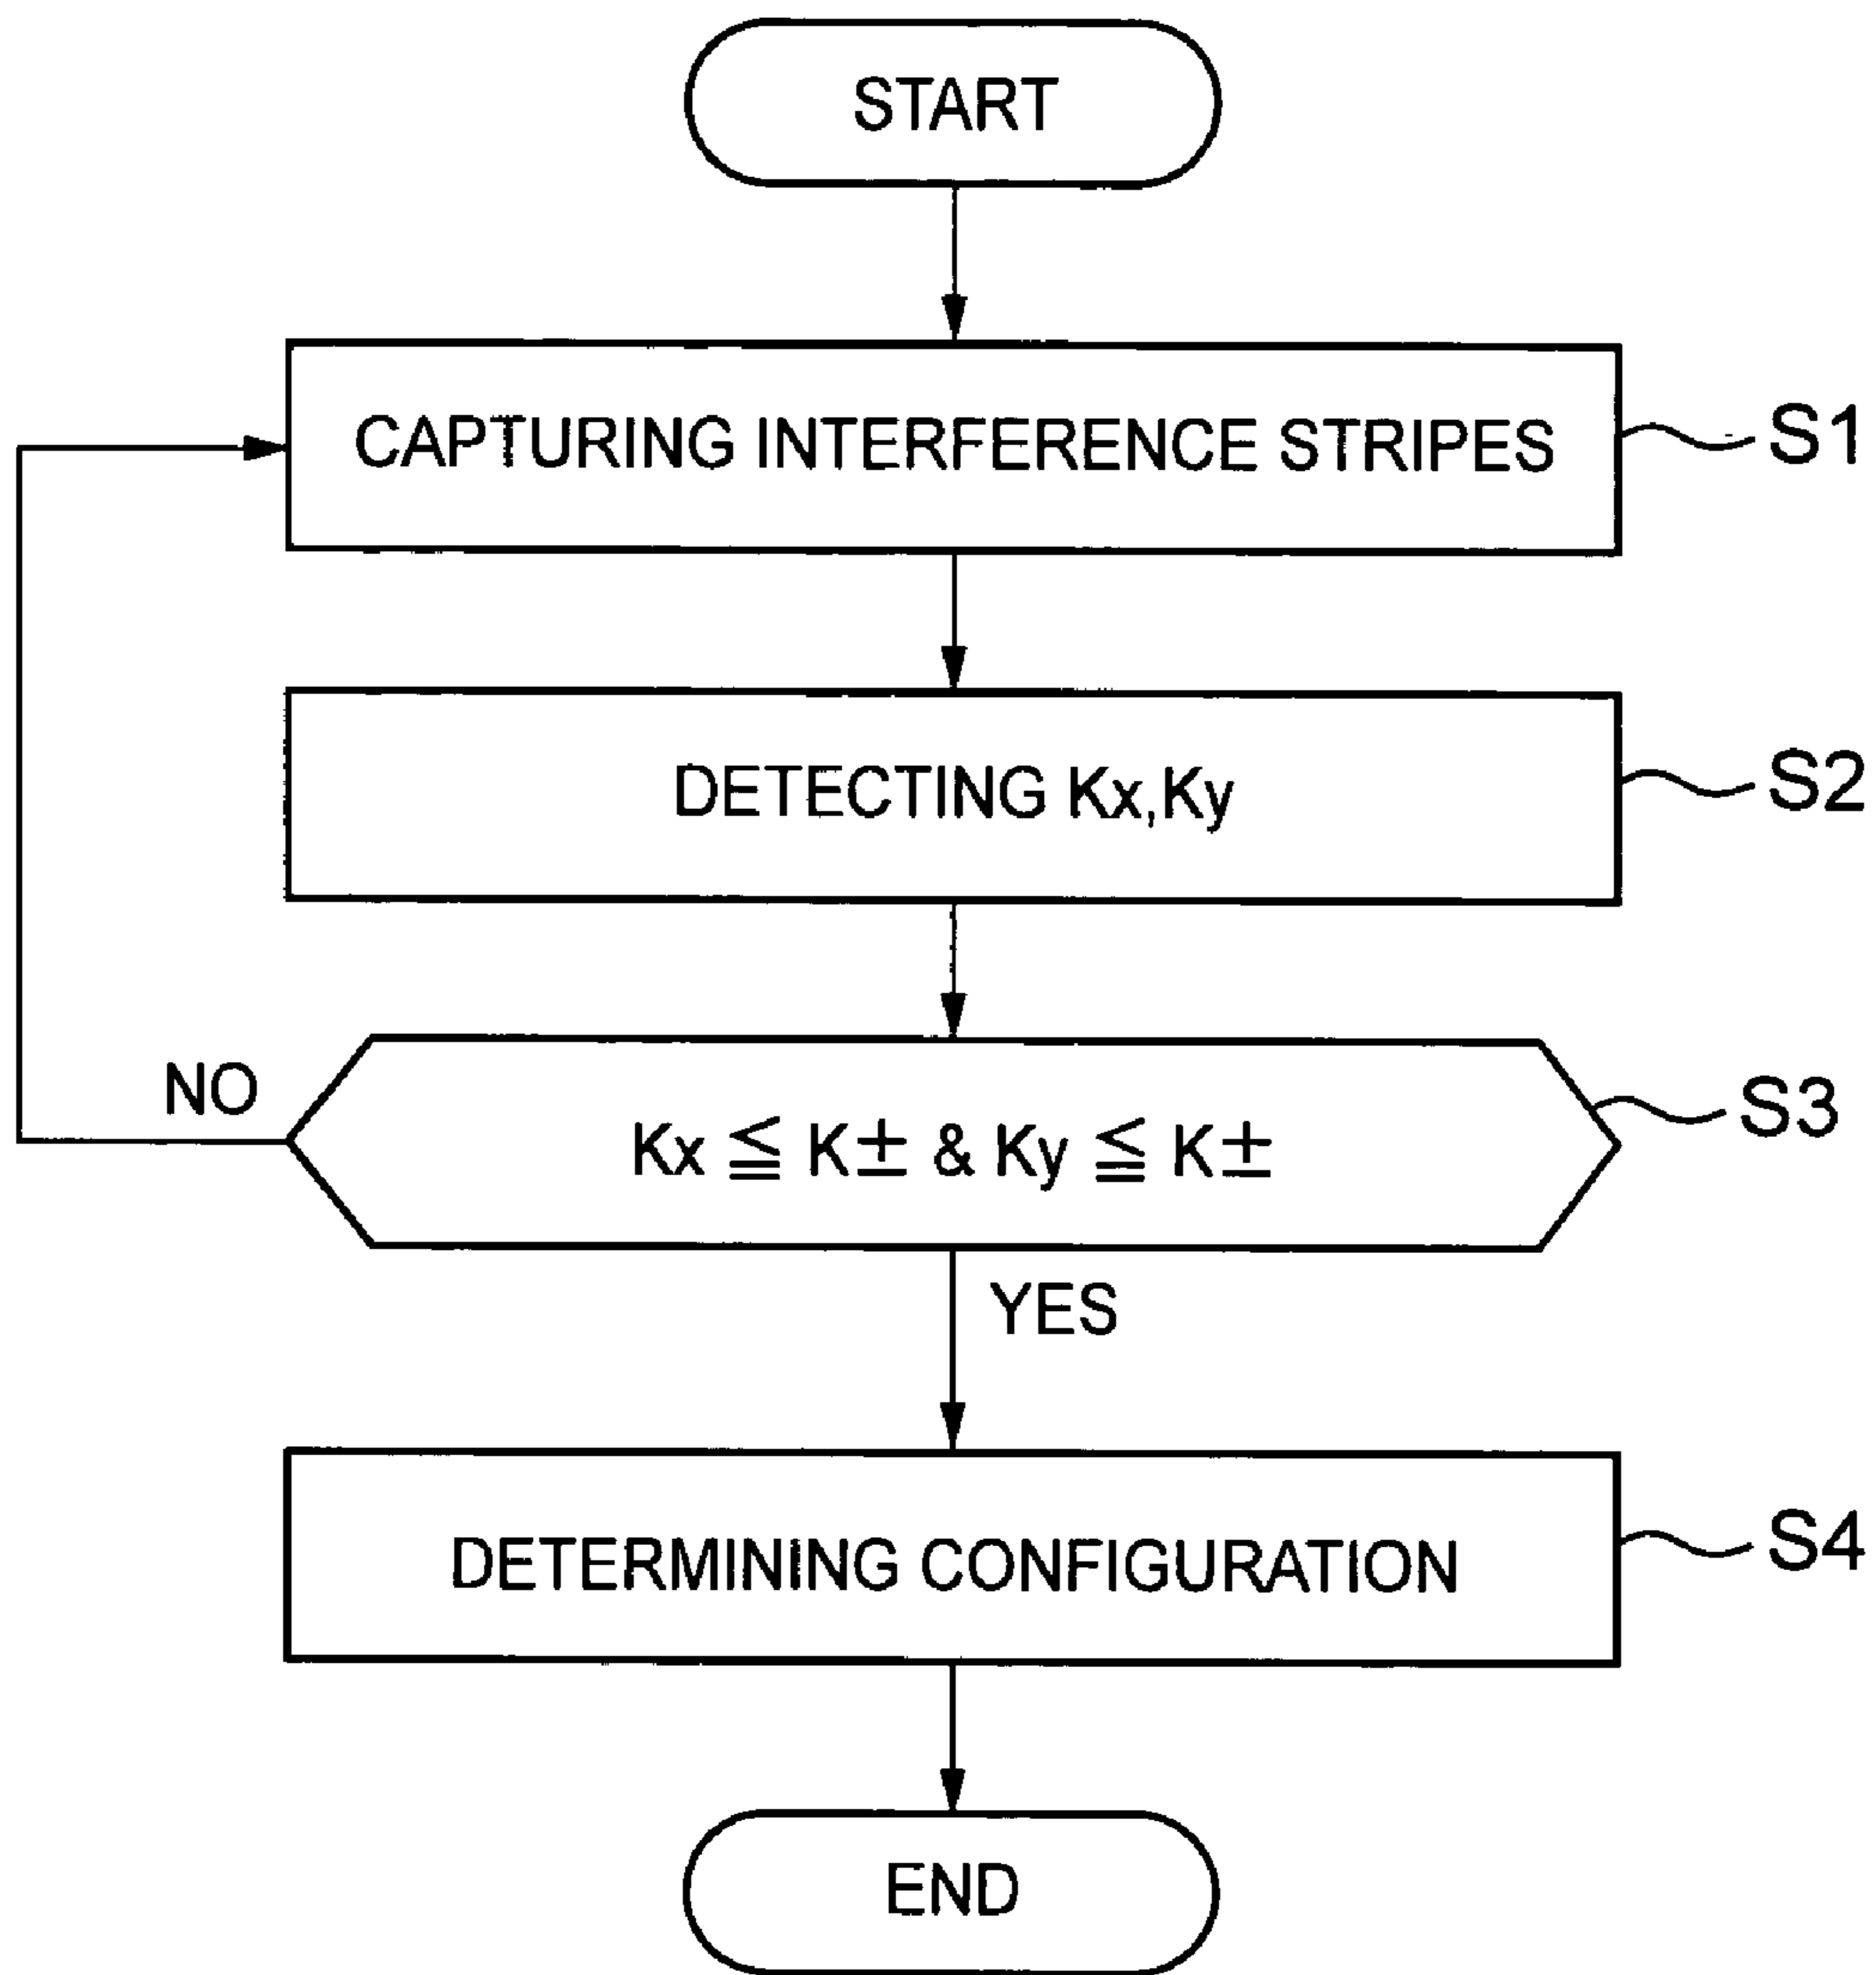 START
CAPTURING INTERFERENCE STRIPES
S1
DETECTING Kx,Ky
S2
NO
Kx ≦ K± & Ky ≦ K±
S3
YES
DETERMINING CONFIGURATION
S4
END